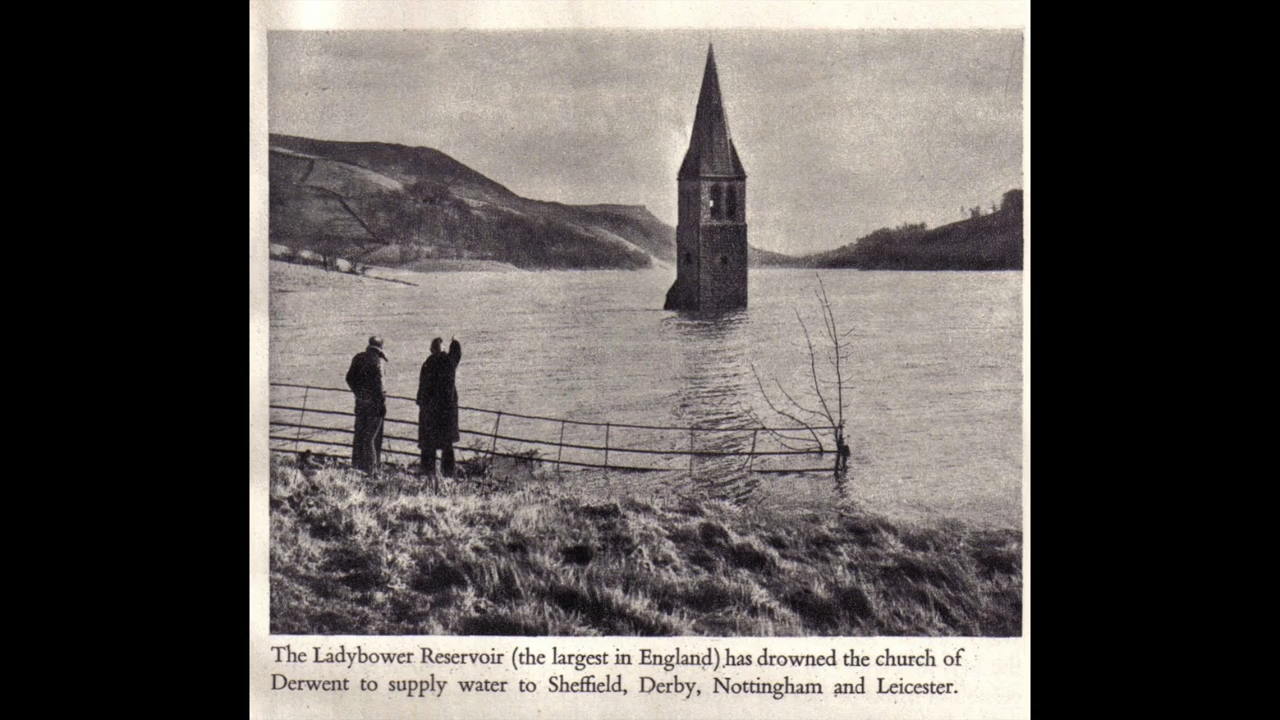 The Ladybower Reservoir (the largest in England) has drowned the church of
Derwent to supply water to Sheffield, Derby, Nottingham and Leicester.